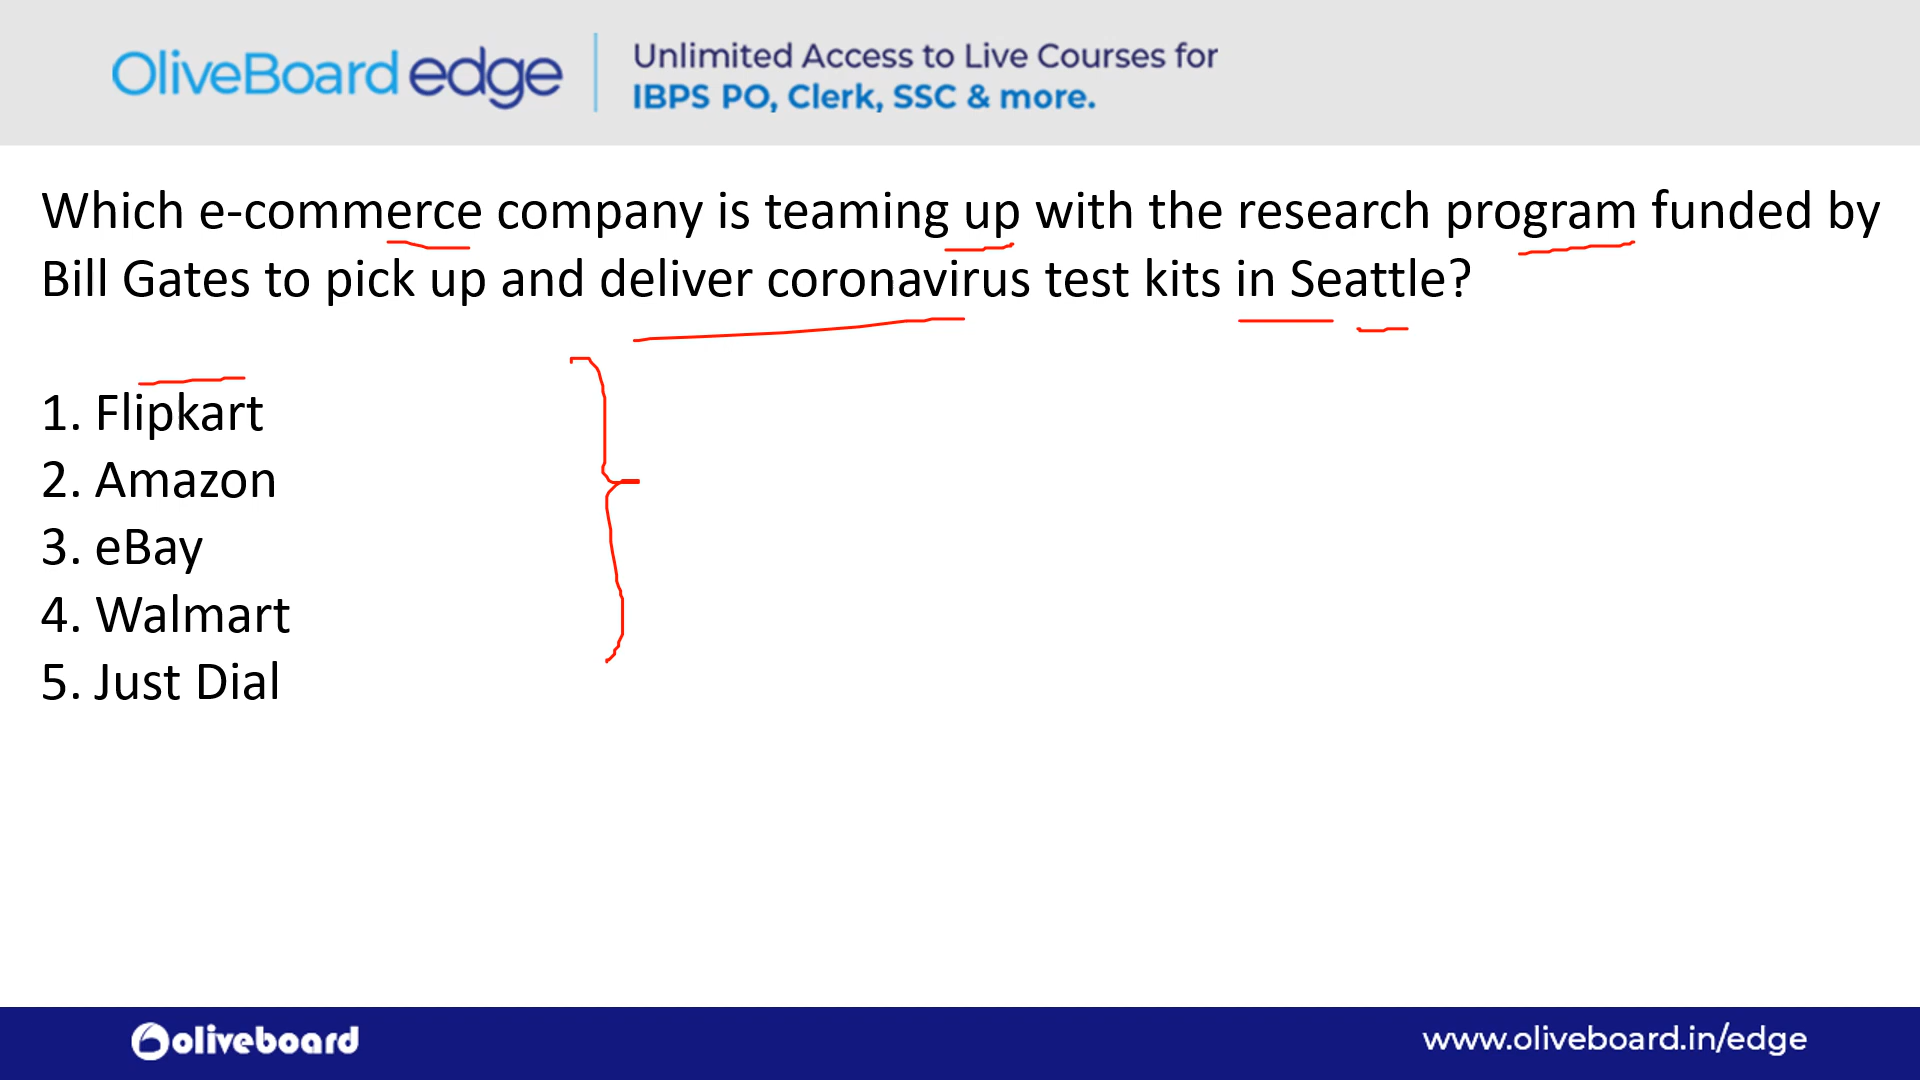 OliveBoard edge
Unlimited Access to Live Courses for
IBPS PO, Clerk, SSC & more.
Which e-commerce company is teaming up with the research program funded by
Bill Gates to pick up and deliver coronavirus test kits in Seattle?
1. Flipkart
2. Amazon
3. eBay
4. Walmart
5. Just Dial
oliveboard
www.oliveboard.in/edge